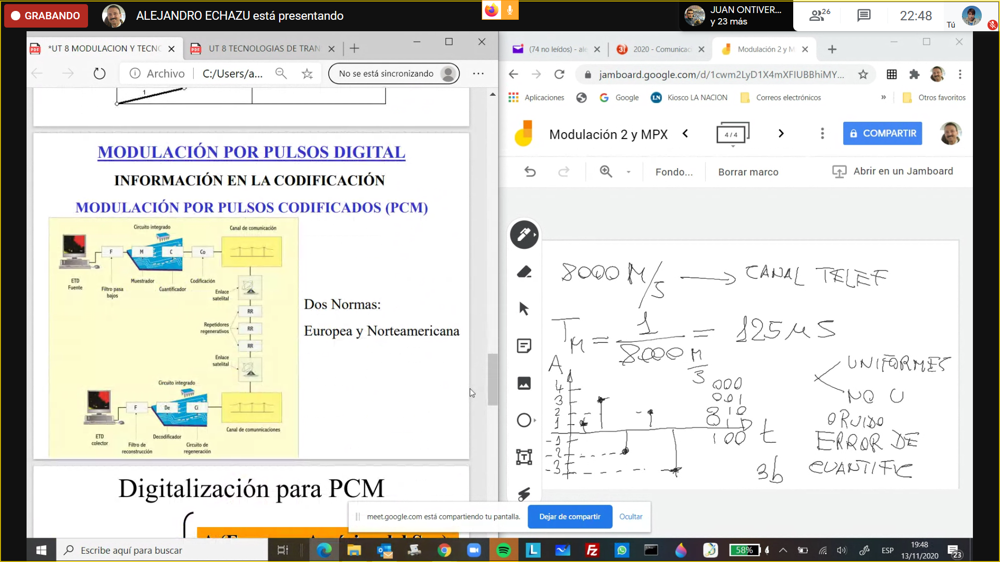 GRABANDO
ALEJANDRO ECHAZU está presentando
JUAN ONTIVER...
y 23 más
26
22:48
Tú
*UT 8 MODULACION Y TECNO
UT 8 TECNOLOGIAS DE TRAN
Archivo
C:/Users/a...
No se está sincronizando
1
MODULACIÓN POR PULSOS DIGITAL
INFORMACIÓN EN LA CODIFICACIÓN
MODULACIÓN POR PULSOS CODIFICADOS (PCM)
Circuito integrado
Canal de comunicación
F
M
C
Co
ETD
Fuente
Filtro pasa
bajos
Muestrador
Cuantificador
Codificación
Enlace
satelital
RR
Repetidores
regenerativos
RR
RR
Enlace
satelital
Circuito integrado
F
De
Ci
ETD
colector
Filtro de
reconstrucción
Decodificador
Circuito de
regeneración
Canal de comunnicaciones
Dos Normas:
Europea y Norteamericana
Digitalización para PCM
(74 no leídos) - ale
2020 - Comunicac
Modulación 2 y M
jamboard.google.com/d/1cwm2LyD1X4mXFIUBBhiMY...
Aplicaciones
Google
Kiosco LA NACION
Correos electrónicos
»
Otros favoritos
Modulación 2 y MPX
4 / 4
COMPARTIR
Fondo...
Borrar marco
Abrir en un Jamboard
8000 M/S → CANAL TELEF
TM = 1 / 8000 M/S = 125 μS
A
4
3
2
1
-1
-2
-3
-3
000
001
010
011
100
t
3b
UNIFORMES
NO U
ORUIDO
ERROR DE
CUANTIFIC
meet.google.com está compartiendo tu pantalla.
Dejar de compartir
Ocultar
Escribe aquí para buscar
58%
ESP
19:48
13/11/2020
23